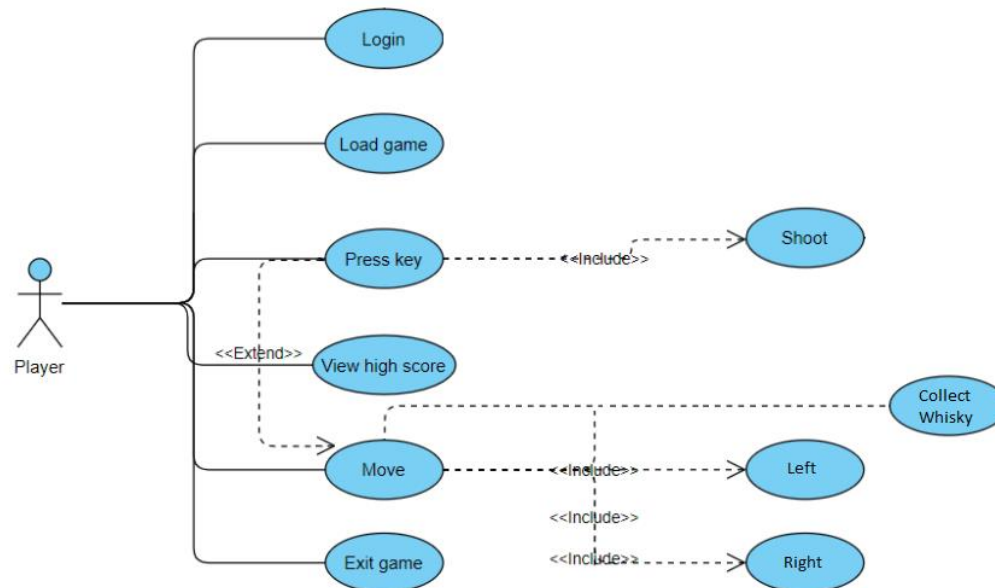 Login
Load game
Press key
<<Include>>
Shoot
Player
<<Extend>>
View high score
Collect
Whisky
Move
<<Include>>
Left
<<Include>>
Exit game
<<Include>>
Right